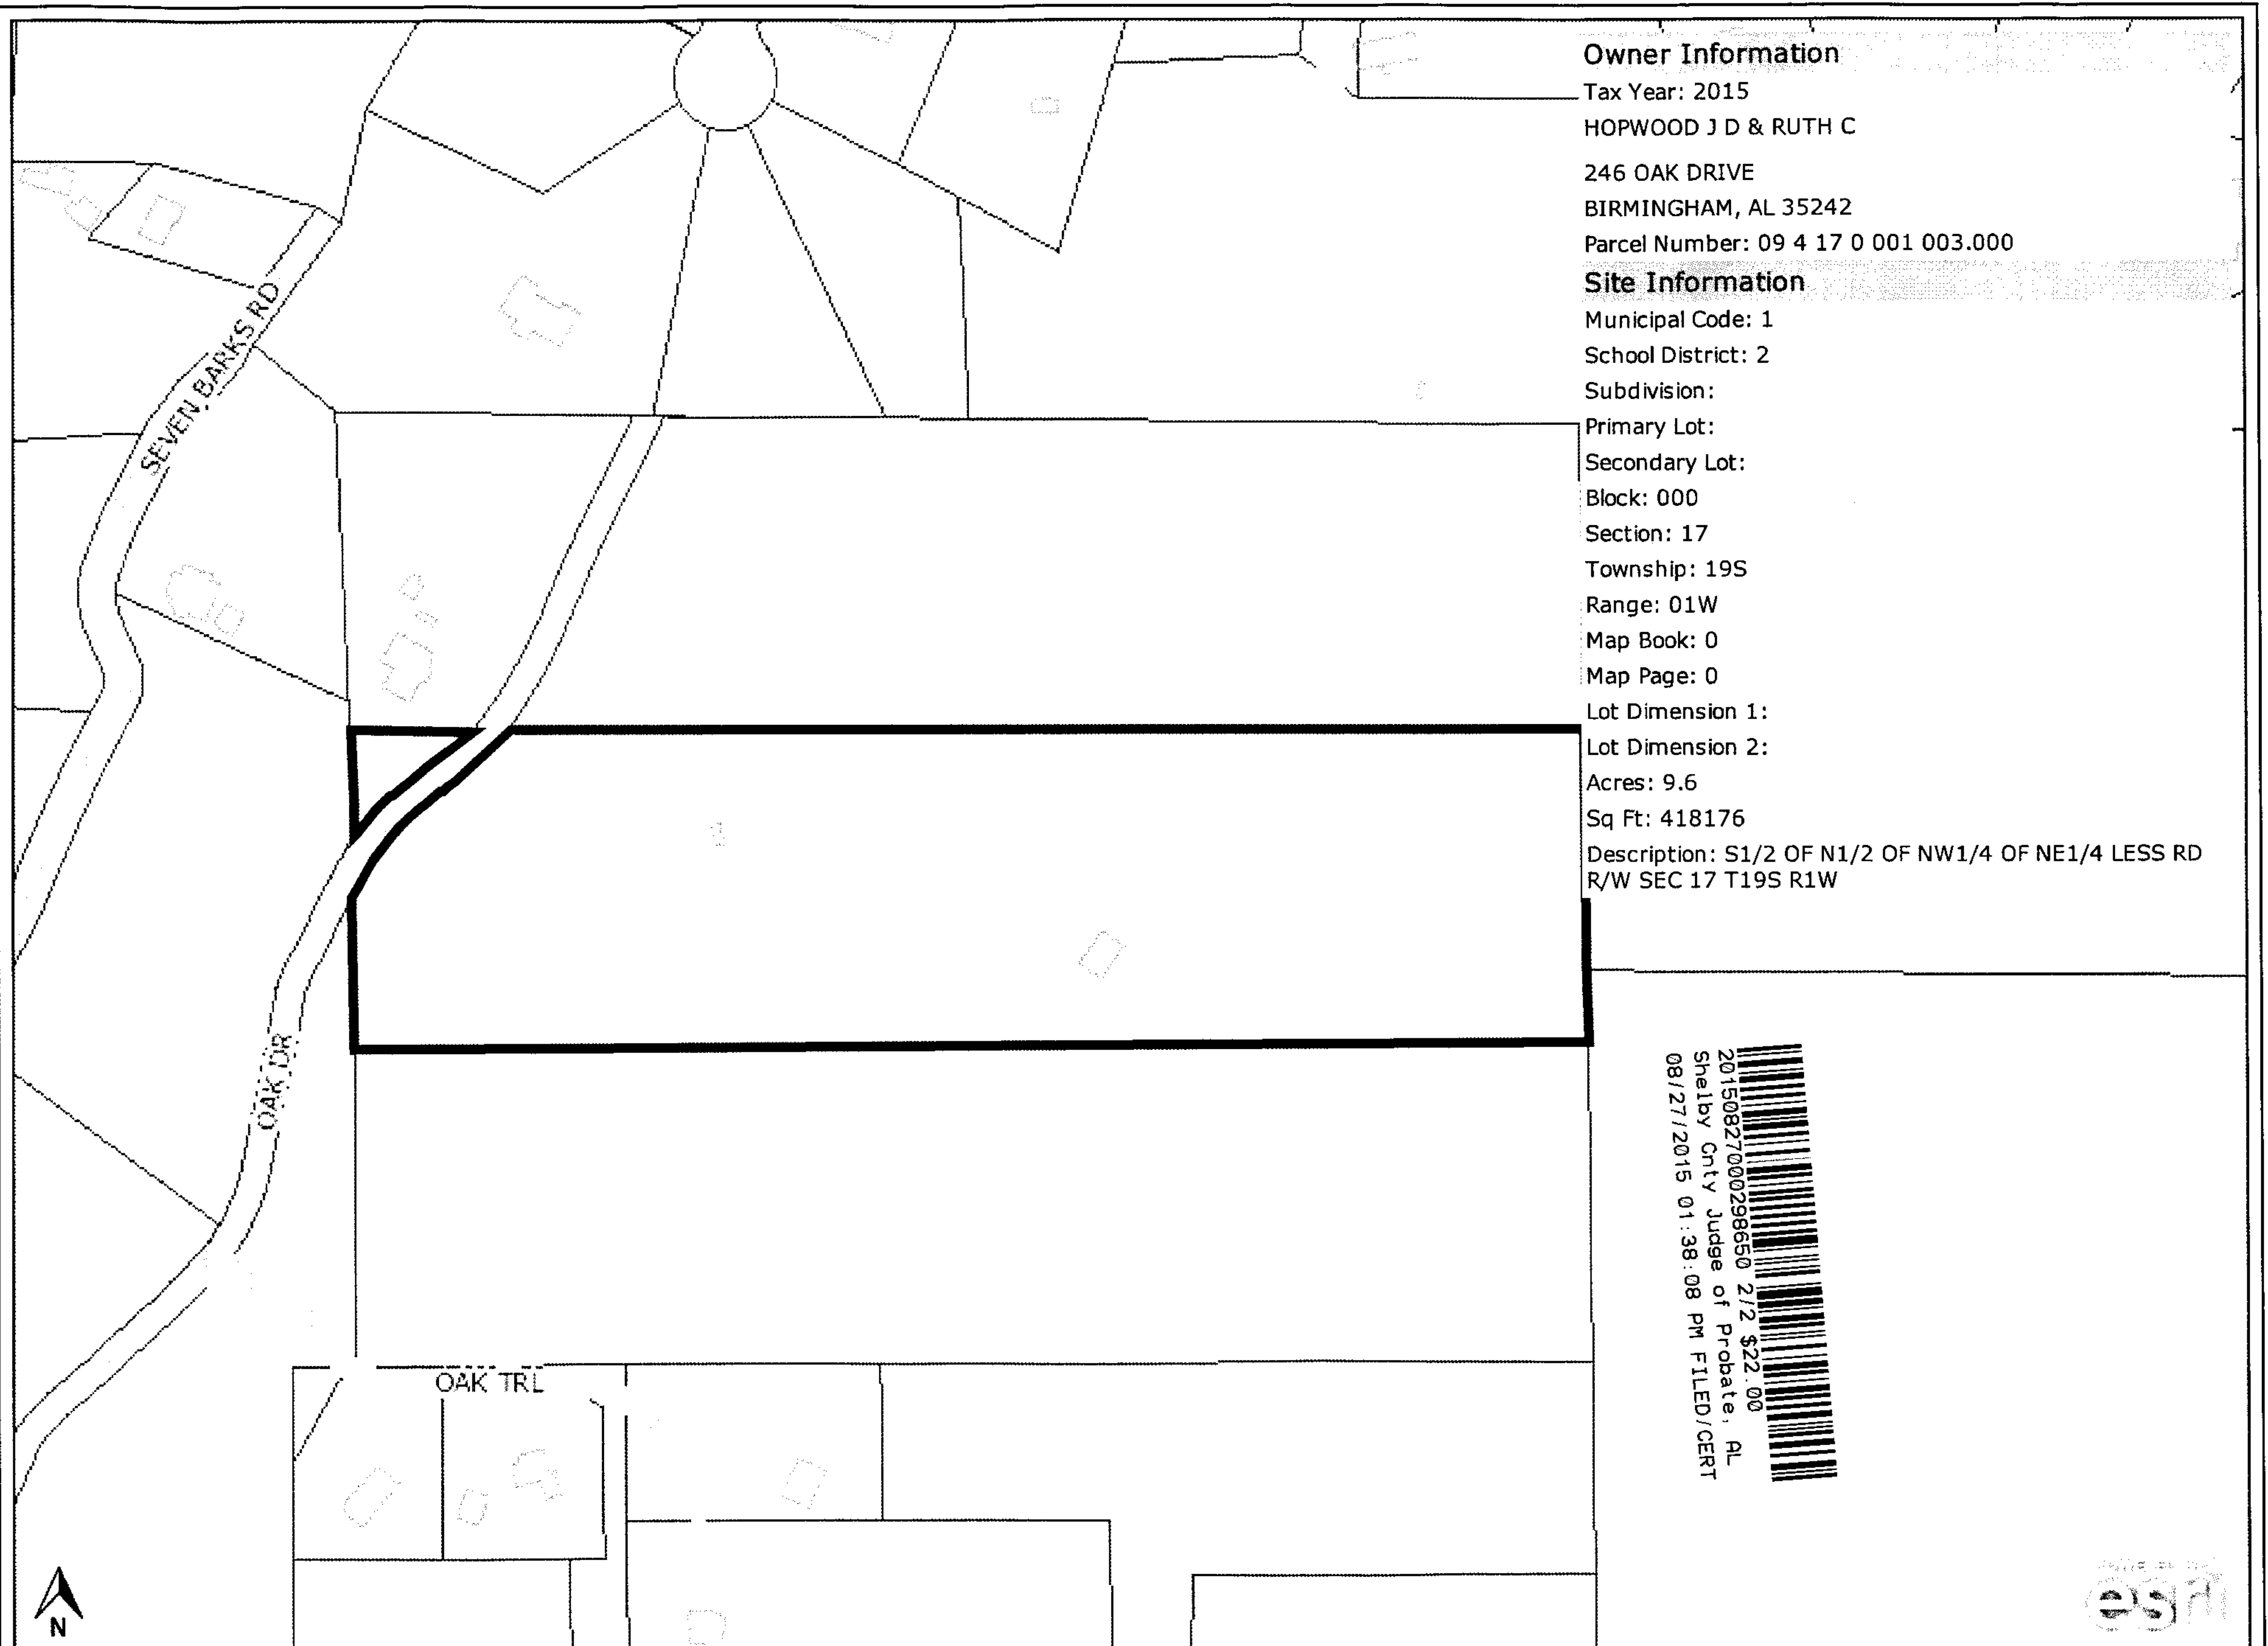 Owner Information
Tax Year: 2015
HOPWOOD J D & RUTH C
246 OAK DRIVE
BIRMINGHAM, AL 35242
Parcel Number: 09 4 17 0 001 003.000
Site Information
Municipal Code: 1
School District: 2
Subdivision:
Primary Lot:
Secondary Lot:
Block: 000
Section: 17
Township: 19S
Range: 01W
Map Book: 0
Map Page: 0
Lot Dimension 1:
Lot Dimension 2:
Acres: 9.6
Sq Ft: 418176
Description: S1/2 OF N1/2 OF NW1/4 OF NE1/4 LESS RD
R/W SEC 17 T19S R1W
SEVEN BARKS RD
OAK DR
OAK TRL
20150827000298650 2/2 $22.00
Shelby Cnty Judge of Probate, AL
08/27/2015 01:38:08 PM FILED/CERT
N
esri